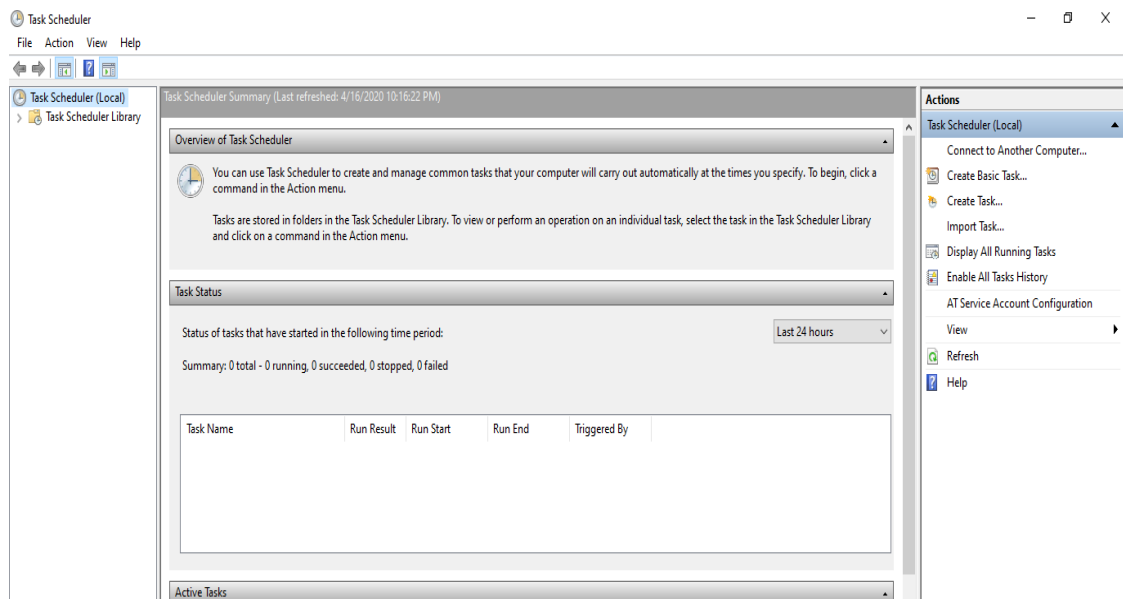 Task Scheduler
File Action View Help
Task Scheduler (Local)
Task Scheduler Library
Task Scheduler Summary (Last refreshed: 4/16/2020 10:16:22 PM)
Overview of Task Scheduler
You can use Task Scheduler to create and manage common tasks that your computer will carry out automatically at the times you specify. To begin, click a
command in the Action menu.
Tasks are stored in folders in the Task Scheduler Library. To view or perform an operation on an individual task, select the task in the Task Scheduler Library
and click on a command in the Action menu.
Task Status
Status of tasks that have started in the following time period:
Last 24 hours
Summary: 0 total - 0 running, 0 succeeded, 0 stopped, 0 failed
Task Name Run Result Run Start Run End Triggered By
Active Tasks
Actions
Task Scheduler (Local)
Connect to Another Computer...
Create Basic Task...
Create Task...
Import Task...
Display All Running Tasks
Enable All Tasks History
AT Service Account Configuration
View
Refresh
Help